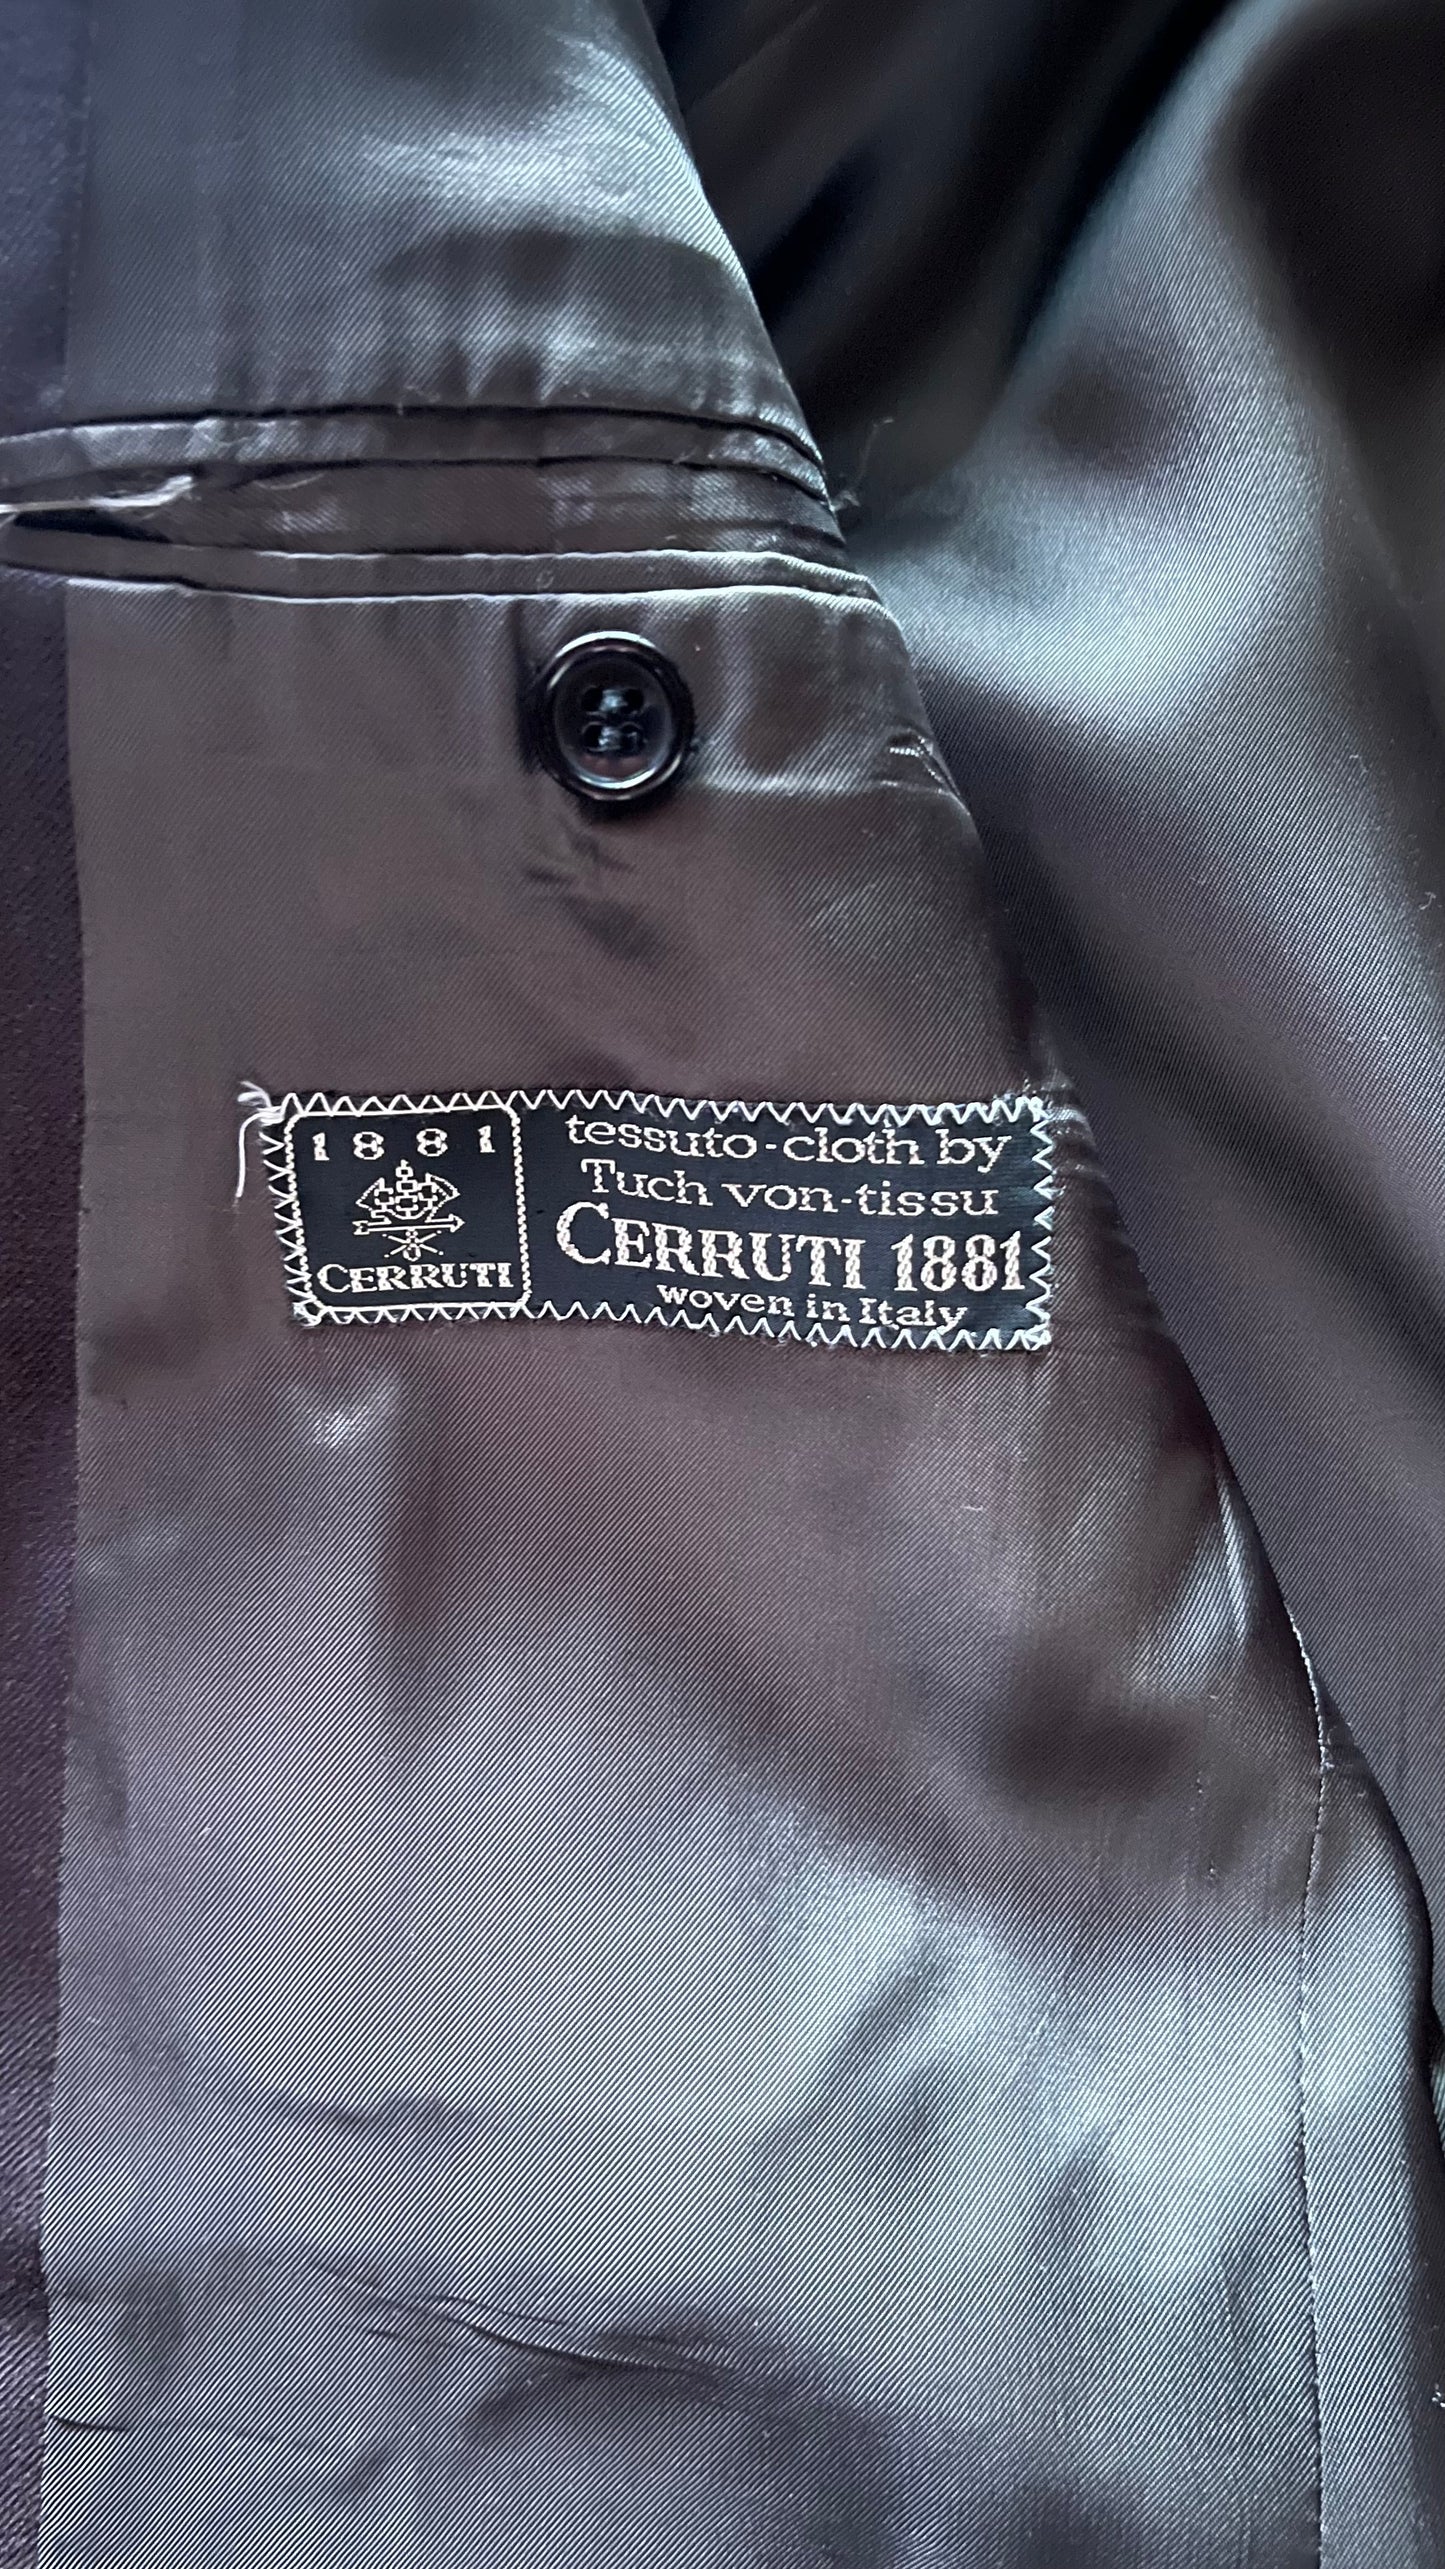 1881
CERRUTI
tessuto-cloth by
Tuch von-tissu
CERRUTI 1881
woven in Italy